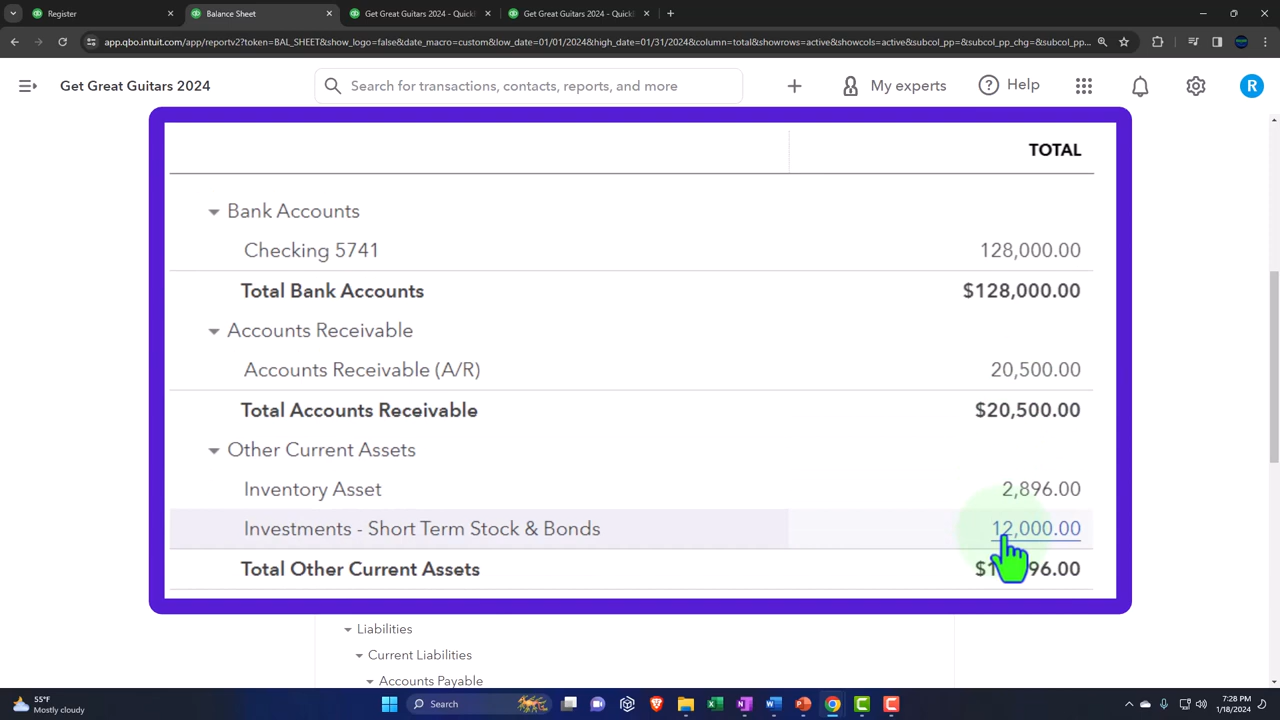 Register
Balance Sheet
Get Great Guitars 2024 - QuickB
Get Great Guitars 2024 - QuickB
app.qbo.intuit.com/app/reportv2?token=BAL_SHEET&show_logo=false&date_macro=custom&low_date=01/01/2024&high_date=01/31/2024&column=total&showrows=active&showcols=active&subcol_pp=&subcol_pp_chg=&subcol_pp...
Get Great Guitars 2024
Search for transactions, contacts, reports, and more
My experts
Help
R
TOTAL
Bank Accounts
Checking 5741 128,000.00
Total Bank Accounts $128,000.00
Accounts Receivable
Accounts Receivable (A/R) 20,500.00
Total Accounts Receivable $20,500.00
Other Current Assets
Inventory Asset 2,896.00
Investments - Short Term Stock & Bonds 12,000.00
Total Other Current Assets
Liabilities
Current Liabilities
Accounts Payable
55°F
Mostly cloudy
Search
7:28 PM
1/18/2024